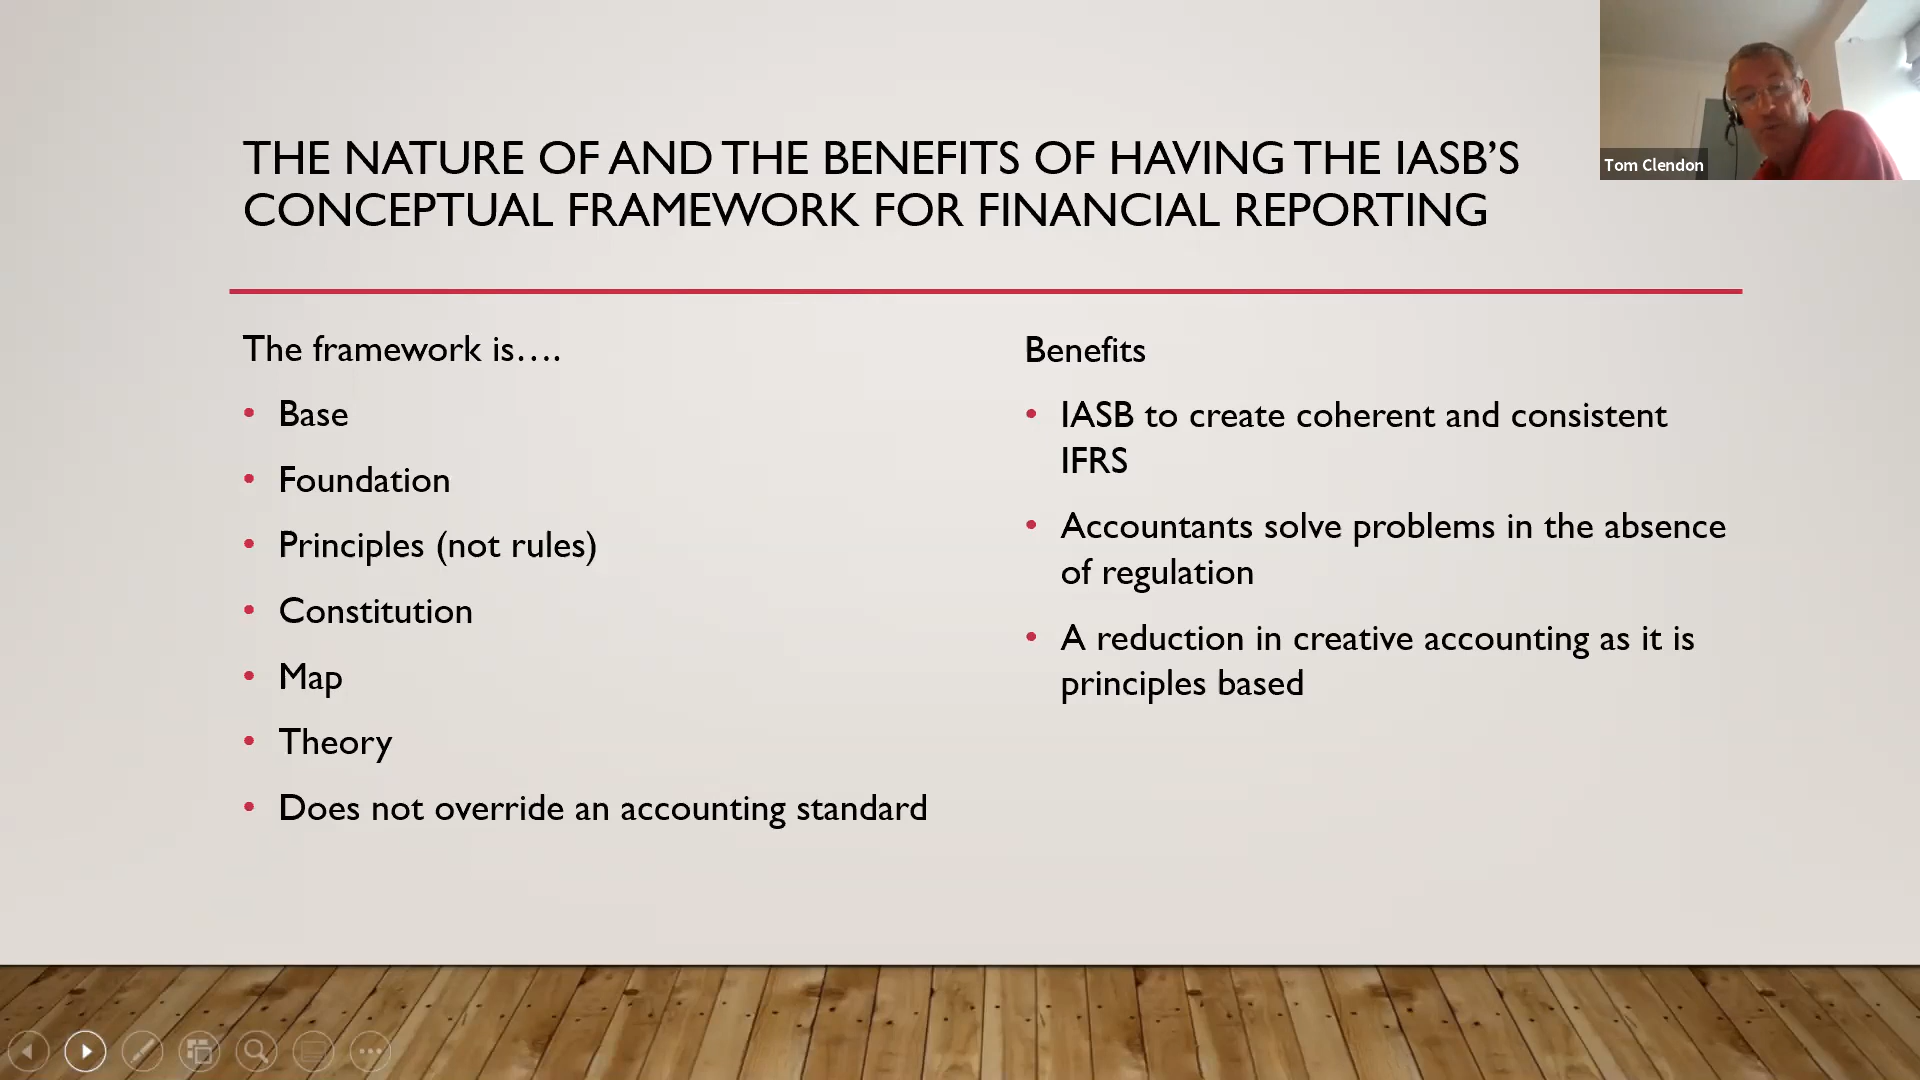 THE NATURE OF AND THE BENEFITS OF HAVING THE IASB’S
CONCEPTUAL FRAMEWORK FOR FINANCIAL REPORTING
Tom Clendon
The framework is….
• Base
• Foundation
• Principles (not rules)
• Constitution
• Map
• Theory
• Does not override an accounting standard
Benefits
• IASB to create coherent and consistent
IFRS
• Accountants solve problems in the absence
of regulation
• A reduction in creative accounting as it is
principles based